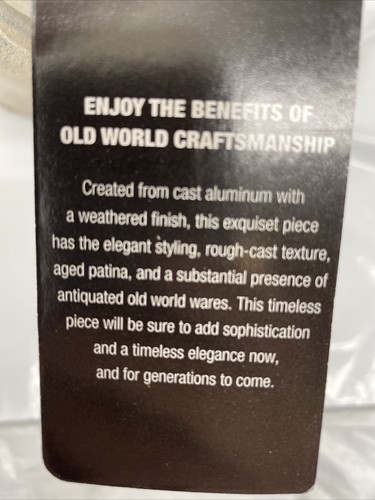 ENJOY THE BENEFITS OF
OLD WORLD CRAFTSMANSHIP
Created from cast aluminum with
a weathered finish, this exquiset piece
has the elegant styling, rough-cast texture,
aged patina, and a substantial presence of
antiquated old world wares. This timeless
piece will be sure to add sophistication
and a timeless elegance now,
and for generations to come.